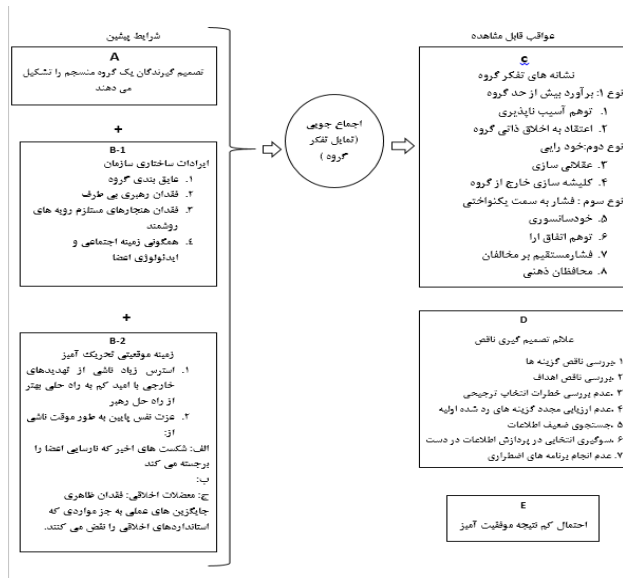 شرایط پیشین
A
تصمیم گیرندگان یک گروه منسجم را تشکیل
می دهند
+
B-1
ایرادات ساختاری سازمان
۱. عایق بندی گروه
۲. فقدان رهبری بی طرف
۳. فقدان هنجارهای مستلزم رویه های
روشمند
٤. همگونی زمینه اجتماعی و
ایدئولوژی اعضا
+
B-2
زمینه موقعیتی تحریک آمیز
۱. استرس زیاد ناشی از تهدیدهای
خارجی با امید کم به راه حلی بهتر
از راه حل رهبر
۲. عزت نفس پایین به طور موقت ناشی
از:
الف: شکست های اخیر که نارسایی اعضا را
برجسته می کند
ب:
ج: معضلات اخلاقی: فقدان ظاهری
جایگزین های عملی به جز مواردی که
استانداردهای اخلاقی را نقض می کنند.
اجماع جویی
(تمایل تفکر
گروه )
عواقب قابل مشاهده
C
نشانه های تفکر گروه
نوع ۱: برآورد بیش از حد گروه
۱. توهم آسیب ناپذیری
۲. اعتقاد به اخلاق ذاتی گروه
نوع دوم:خود رایی
۳. عقلانی سازی
۴. کلیشه سازی خارج از گروه
نوع سوم : فشار به سمت یکنواختی
۵. خودسانسوری
۶. توهم اتفاق ارا
۷. فشارمستقیم بر مخالفان
۸. محافظان ذهنی
D
علائم تصمیم گیری ناقص
۱ .بررسی ناقص گزینه ها
۲ .بررسی ناقص اهداف
۳ .عدم بررسی خطرات انتخاب ترجیحی
۴ .عدم ارزیابی مجدد گزینه های رد شده اولیه
۵ .جستجوی ضعیف اطلاعات
۶ .سوگیری انتخابی در پردازش اطلاعات در دست
۷. عدم انجام برنامه های اضطراری
E
احتمال کم نتیجه موفقیت آمیز